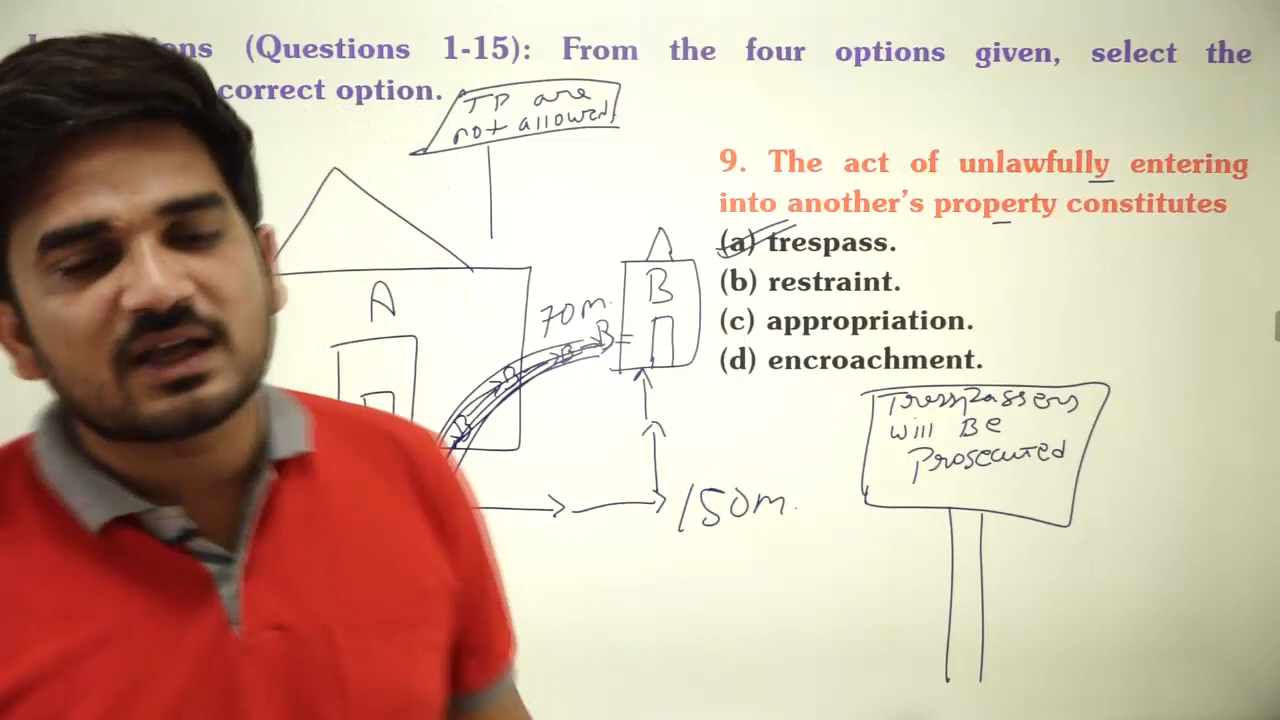 (Questions 1-15): From the four options given, select the
correct option.
TP are
not allowed
9. The act of unlawfully entering
into another's property constitutes
(a) trespass.
(b) restraint.
(c) appropriation.
(d) encroachment.
A
B
70m.
B
B
B
B
150m.
Tresspassers
will Be
Prosecuted